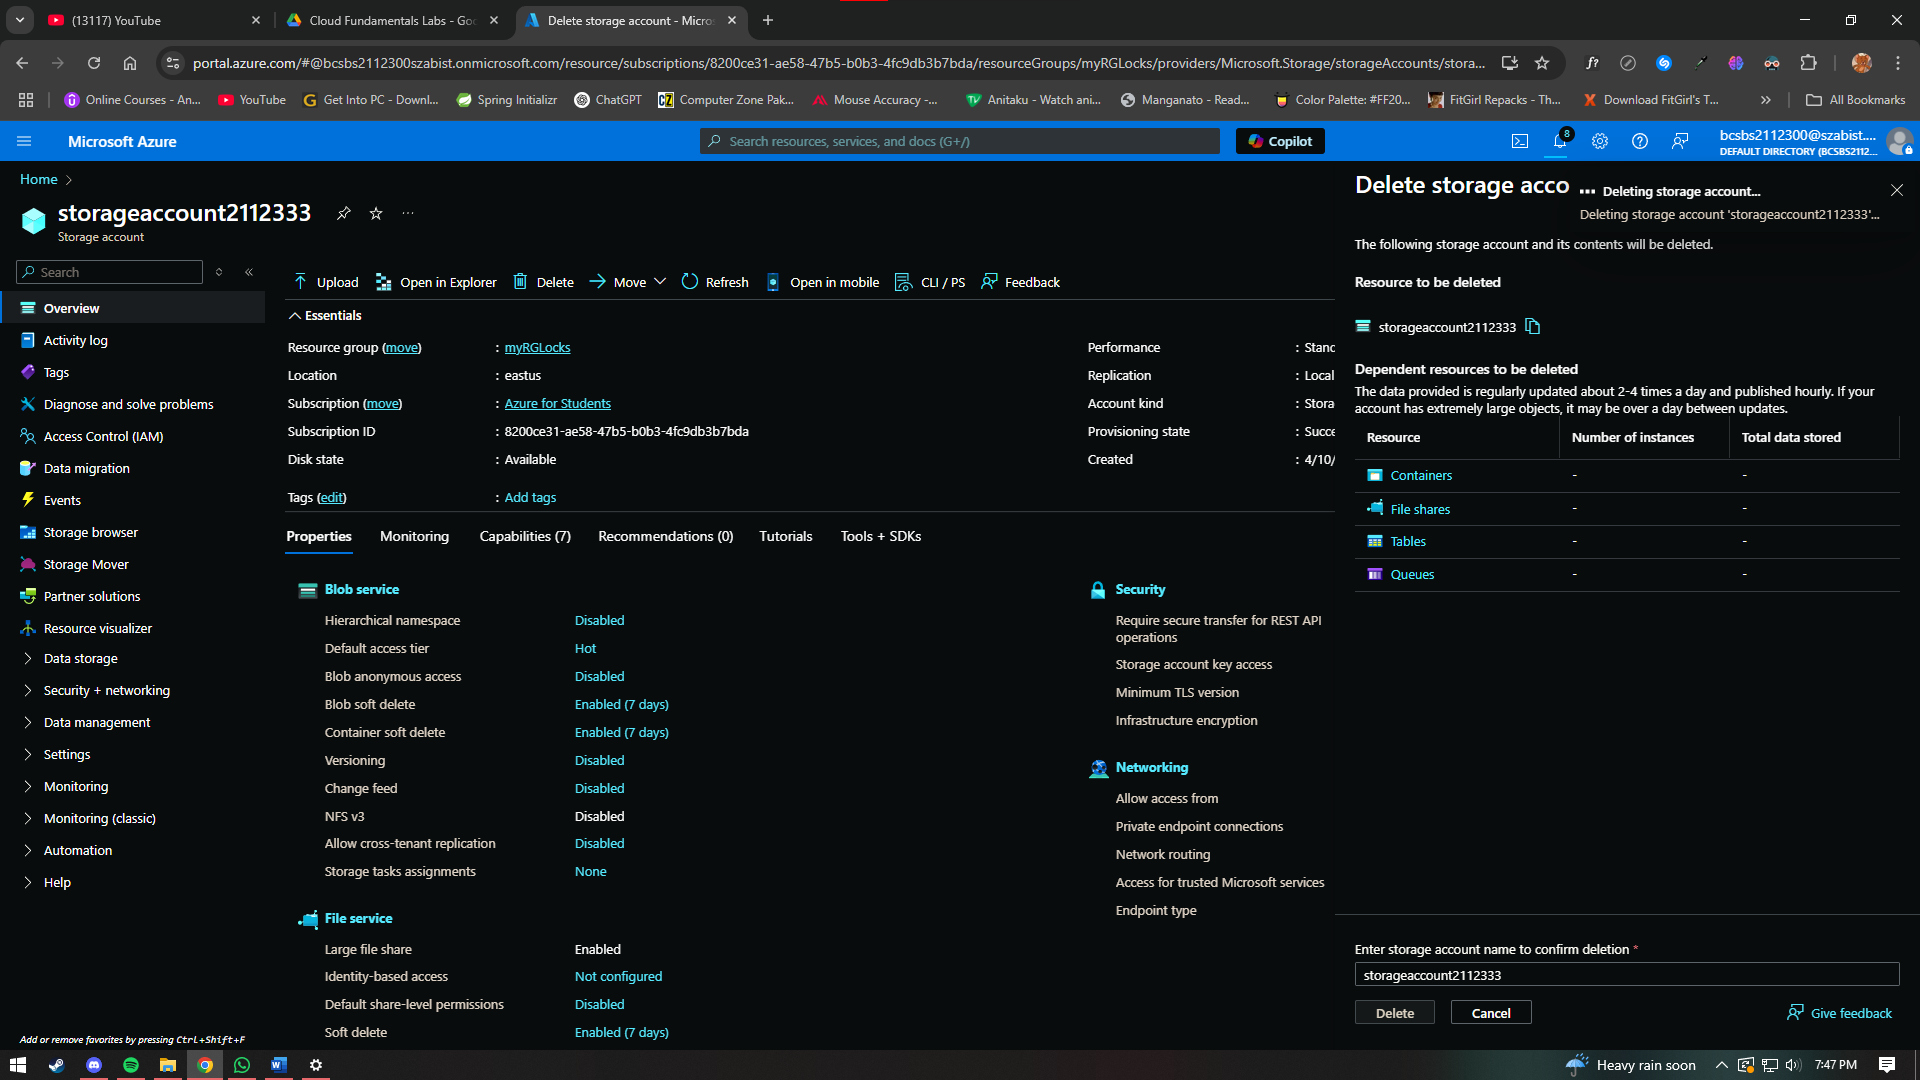 (13117) YouTube
Cloud Fundamentals Labs - Goo
Delete storage account - Micros
portal.azure.com/#@bcsbs2112300szabist.onmicrosoft.com/resource/subscriptions/8200ce31-ae58-47b5-b0b3-4fc9db3b7bda/resourceGroups/myRGLocks/providers/Microsoft.Storage/storageAccounts/stora...
f?
Online Courses - An...
YouTube
Get Into PC - Downl...
Spring Initializr
ChatGPT
CZ
Computer Zone Pak...
Mouse Accuracy -...
Anitaku - Watch ani...
Manganato - Read...
Color Palette: #FF20...
FitGirl Repacks - Th...
Download FitGirl's T...
All Bookmarks
Microsoft Azure
Search resources, services, and docs (G+/)
Copilot
8
bcsbs2112300@szabist....
DEFAULT DIRECTORY (BCSBS2112...
Home
storageaccount2112333
Storage account
Search
Overview
Activity log
Tags
Diagnose and solve problems
Access Control (IAM)
Data migration
Events
Storage browser
Storage Mover
Partner solutions
Resource visualizer
Data storage
Security + networking
Data management
Settings
Monitoring
Monitoring (classic)
Automation
Help
Add or remove favorites by pressing Ctrl+Shift+F
Upload
Open in Explorer
Delete
Move
Refresh
Open in mobile
CLI / PS
Feedback
Essentials
Resource group (move) : myRGLocks
Location : eastus
Subscription (move) : Azure for Students
Subscription ID : 8200ce31-ae58-47b5-b0b3-4fc9db3b7bda
Disk state : Available
Tags (edit) : Add tags
Performance : Stand
Replication : Local
Account kind : Stora
Provisioning state : Succe
Created : 4/10/
Properties
Monitoring
Capabilities (7)
Recommendations (0)
Tutorials
Tools + SDKs
Blob service
Hierarchical namespace Disabled
Default access tier Hot
Blob anonymous access Disabled
Blob soft delete Enabled (7 days)
Container soft delete Enabled (7 days)
Versioning Disabled
Change feed Disabled
NFS v3 Disabled
Allow cross-tenant replication Disabled
Storage tasks assignments None
File service
Large file share Enabled
Identity-based access Not configured
Default share-level permissions Disabled
Soft delete Enabled (7 days)
Security
Require secure transfer for REST API
operations
Storage account key access
Minimum TLS version
Infrastructure encryption
Networking
Allow access from
Private endpoint connections
Network routing
Access for trusted Microsoft services
Endpoint type
Delete storage acco
Deleting storage account...
Deleting storage account 'storageaccount2112333'...
The following storage account and its contents will be deleted.
Resource to be deleted
storageaccount2112333
Dependent resources to be deleted
The data provided is regularly updated about 2-4 times a day and published hourly. If your
account has extremely large objects, it may be over a day between updates.
Resource Number of instances Total data stored
Containers - -
File shares - -
Tables - -
Queues - -
Enter storage account name to confirm deletion *
storageaccount2112333
Delete
Cancel
Give feedback
Heavy rain soon
7:47 PM